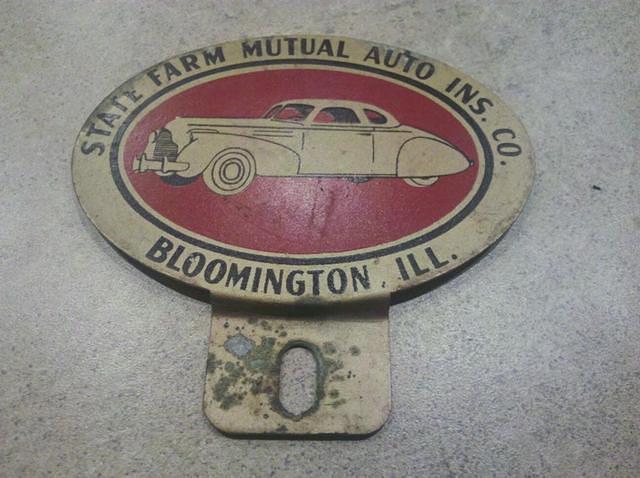 STATE FARM MUTUAL AUTO INS. CO.
BLOOMINGTON, ILL.